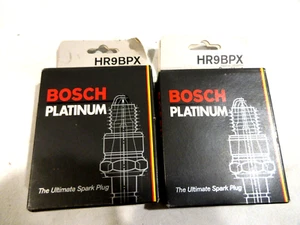 HR9BPX
BOSCH
PLATINUM
The Ultimate Spark Plug
HR9BPX
BOSCH
PLATINUM
The Ultimate Spark Plug